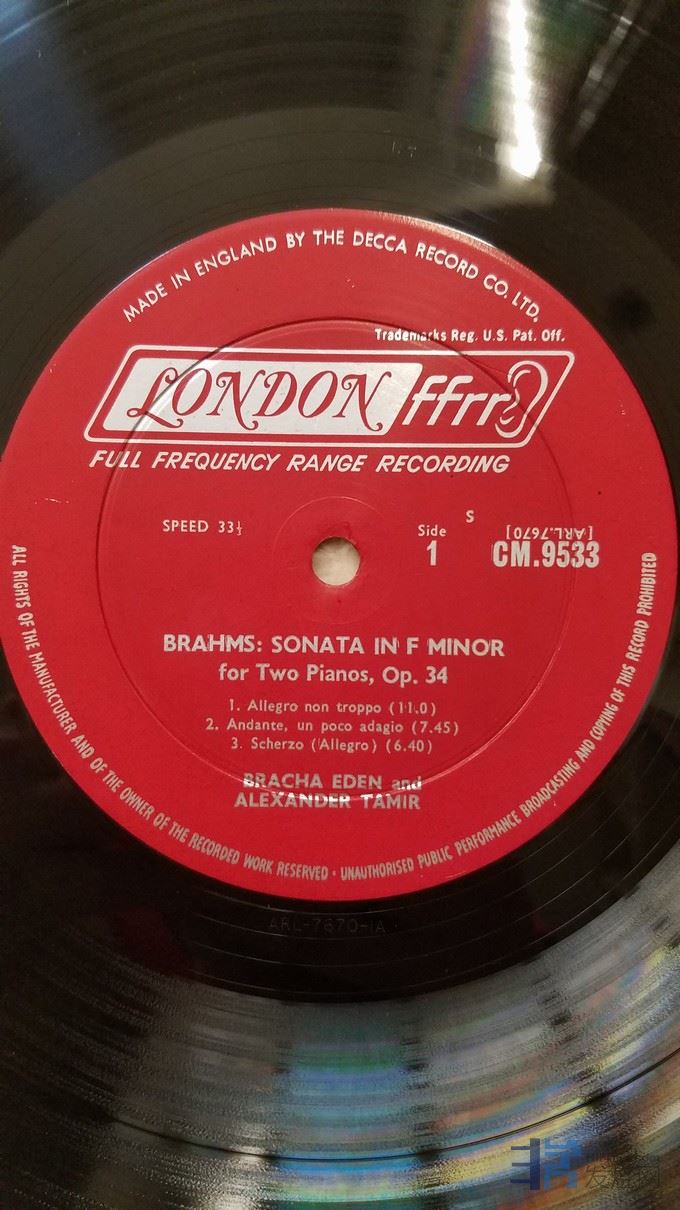 MADE IN ENGLAND BY THE DECCA RECORD CO. LTD.
Trademarks Reg. U.S. Pat. Off.
LONDON ffrr
FULL FREQUENCY RANGE RECORDING
SPEED 33⅓
Side
1
S
[ARL.7670]
CM.9533
BRAHMS: SONATA IN F MINOR
for Two Pianos, Op. 34
1. Allegro non troppo (11.0)
2. Andante, un poco adagio (7.45)
3. Scherzo (Allegro) (6.40)
BRACHA EDEN and
ALEXANDER TAMIR
ALL RIGHTS OF THE MANUFACTURER AND OF THE OWNER OF THE RECORDED WORK RESERVED · UNAUTHORISED PUBLIC PERFORMANCE BROADCASTING AND COPYING OF THIS RECORD PROHIBITED
ARL-7670-1A